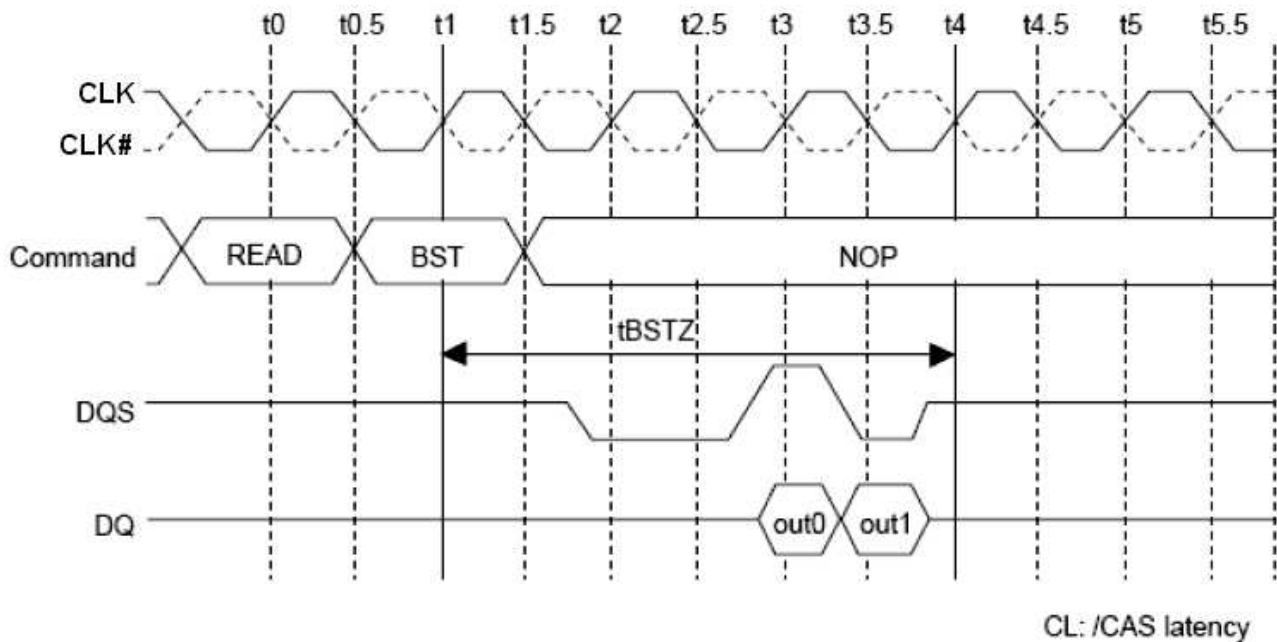 t0 t0.5 t1 t1.5 t2 t2.5 t3 t3.5 t4 t4.5 t5 t5.5
CLK
CLK#
Command READ BST NOP
tBSTZ
DQS
DQ out0 out1
CL: /CAS latency